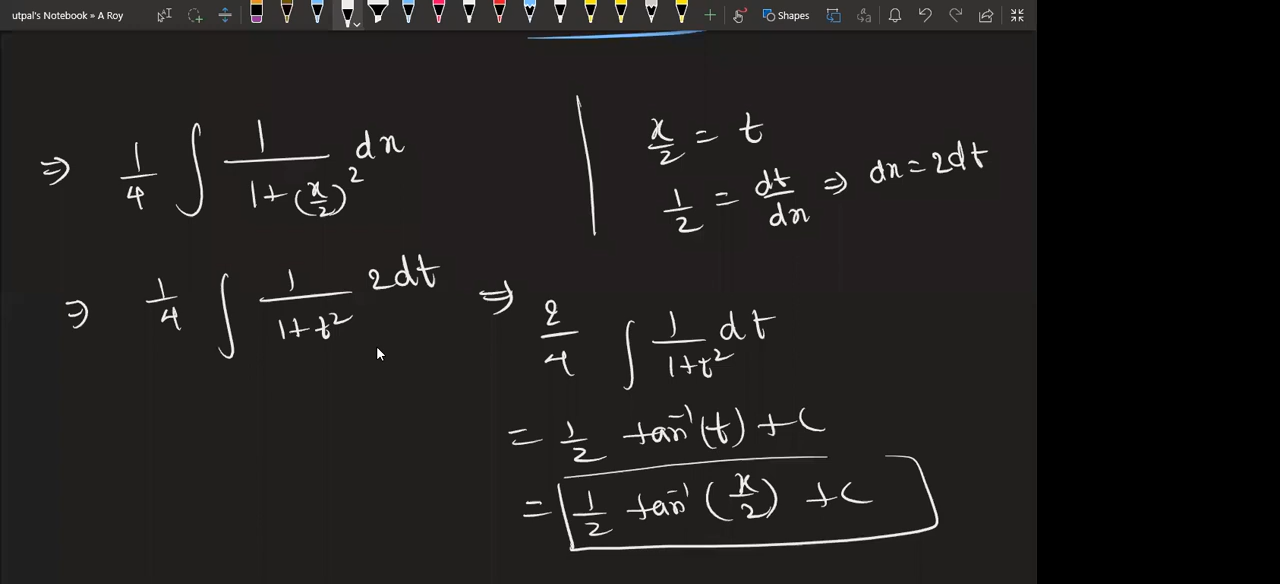 utpal's Notebook » A Roy
Shapes
⇒ 1/4 ∫ 1/(1+(x/2)²) dx
x/2 = t
1/2 = dt/dx ⇒ dx = 2dt
⇒ 1/4 ∫ 1/(1+t²) 2dt ⇒ 2/4 ∫ 1/(1+t²) dt
= 1/2 tan⁻¹(t) + C
= 1/2 tan⁻¹(x/2) + C